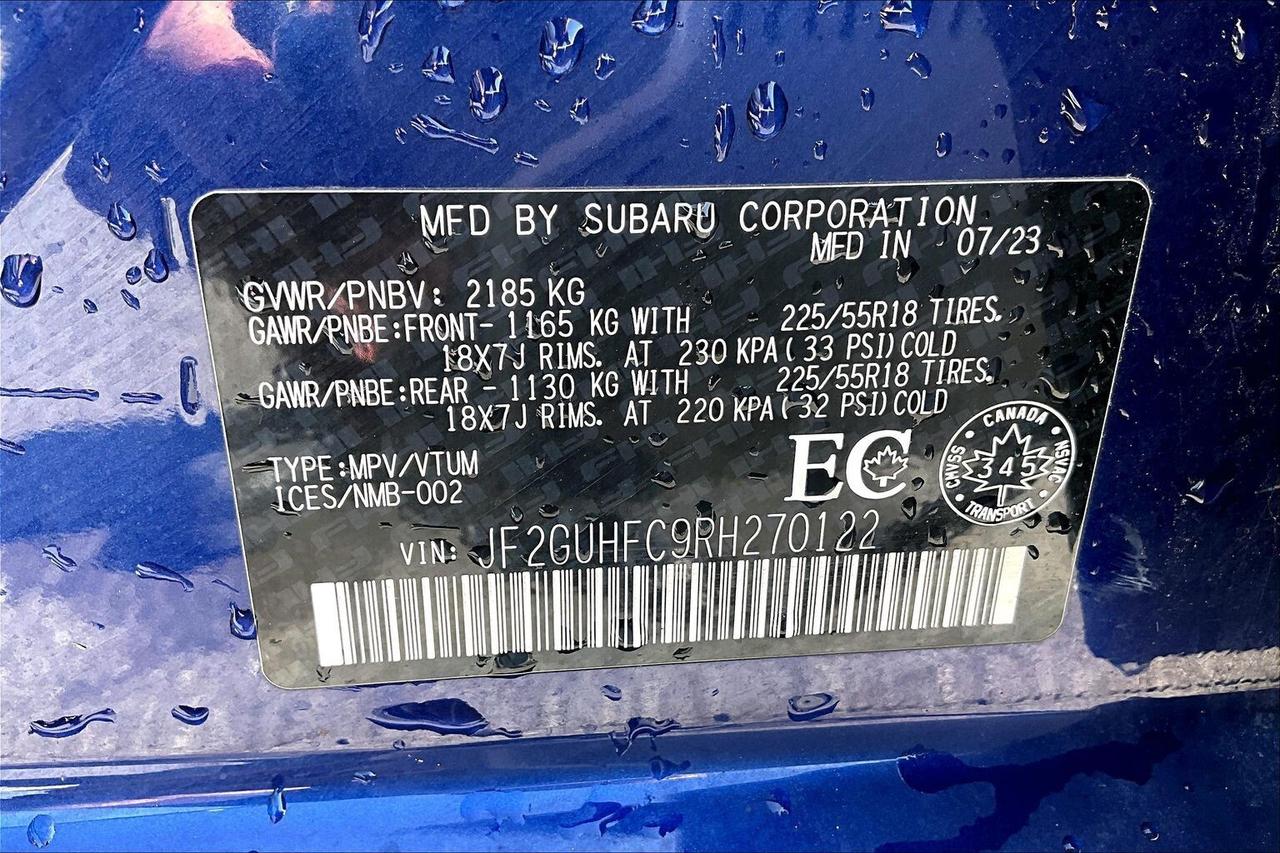 MFD BY SUBARU CORPORATION
MFD IN 07/23
GVWR/PNBV: 2185 KG
GAWR/PNBE:FRONT- 1165 KG WITH 225/55R18 TIRES.
18X7J RIMS. AT 230 KPA( 33 PSI)COLD
GAWR/PNBE:REAR - 1130 KG WITH 225/55R18 TIRES.
18X7J RIMS. AT 220 KPA( 32 PSI)COLD
TYPE:MPV/VTUM
ICES/NMB-002
EC
CANADA
CMVSS 345 NSVAC
TRANSPORT
VIN: JF2GUHFC9RH270122